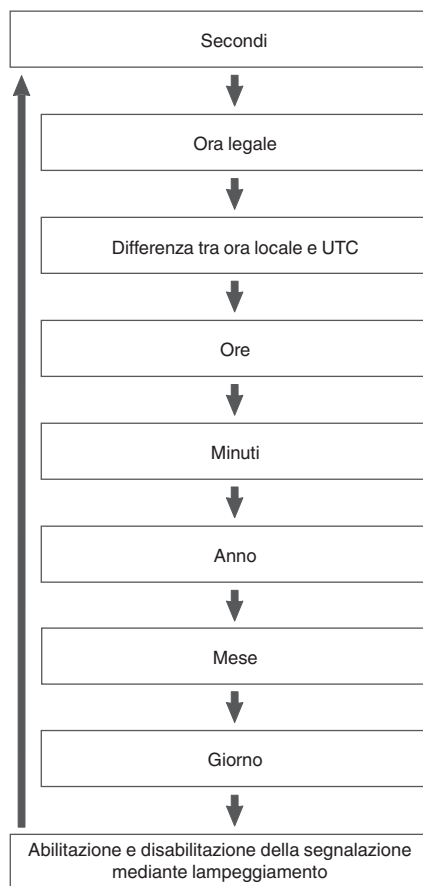 Secondi
Ora legale
Differenza tra ora locale e UTC
Ore
Minuti
Anno
Mese
Giorno
Abilitazione e disabilitazione della segnalazione
mediante lampeggiamento